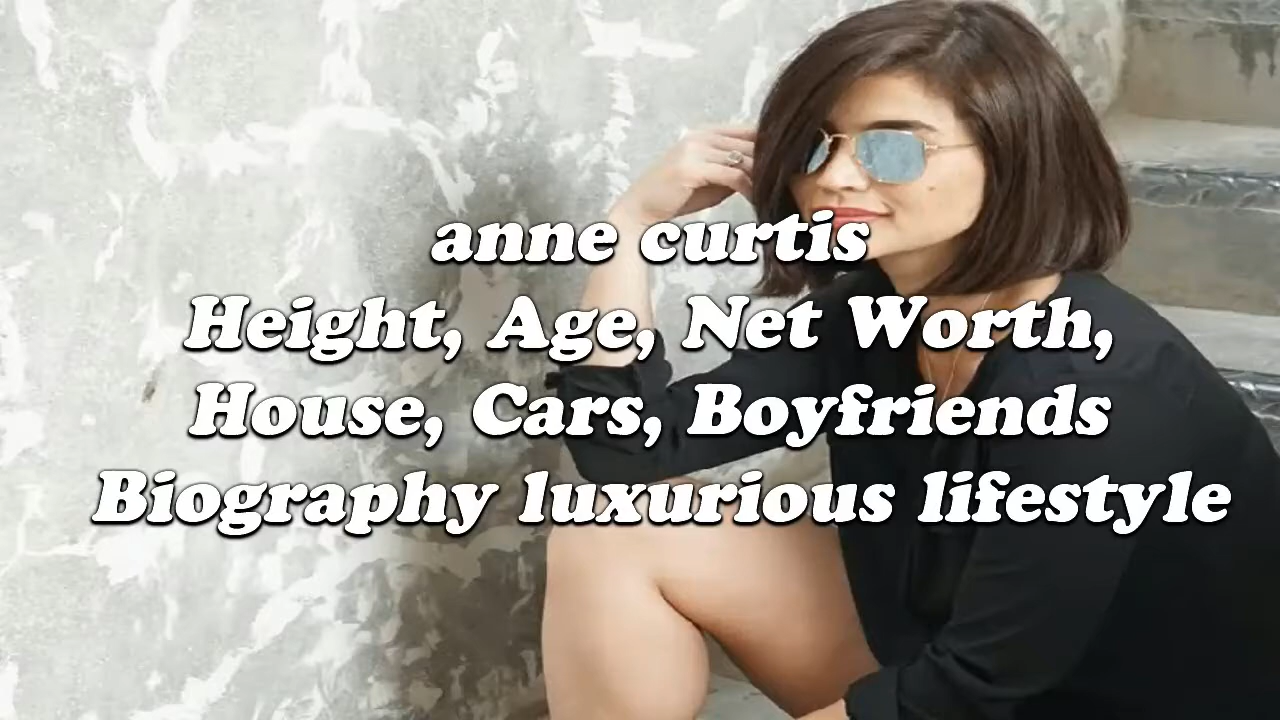 anne curtis
Height, Age, Net Worth,
House, Cars, Boyfriends
Biography luxurious lifestyle